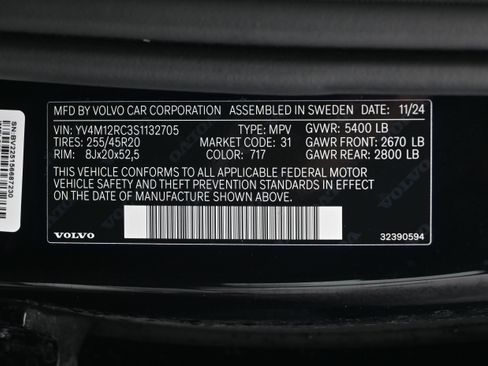 MFD BY VOLVO CAR CORPORATION ASSEMBLED IN SWEDEN DATE: 11/24
VIN: YV4M12RC3S1132705 TYPE: MPV GVWR: 5400 LB
TIRES: 255/45R20 MARKET CODE: 31 GAWR FRONT: 2670 LB
RIM: 8Jx20x52,5 COLOR: 717 GAWR REAR: 2800 LB
THIS VEHICLE CONFORMS TO ALL APPLICABLE FEDERAL MOTOR
VEHICLE SAFETY AND THEFT PREVENTION STANDARDS IN EFFECT
ON THE DATE OF MANUFACTURE SHOWN ABOVE.
VOLVO 32390594
SN:BV22515668723D